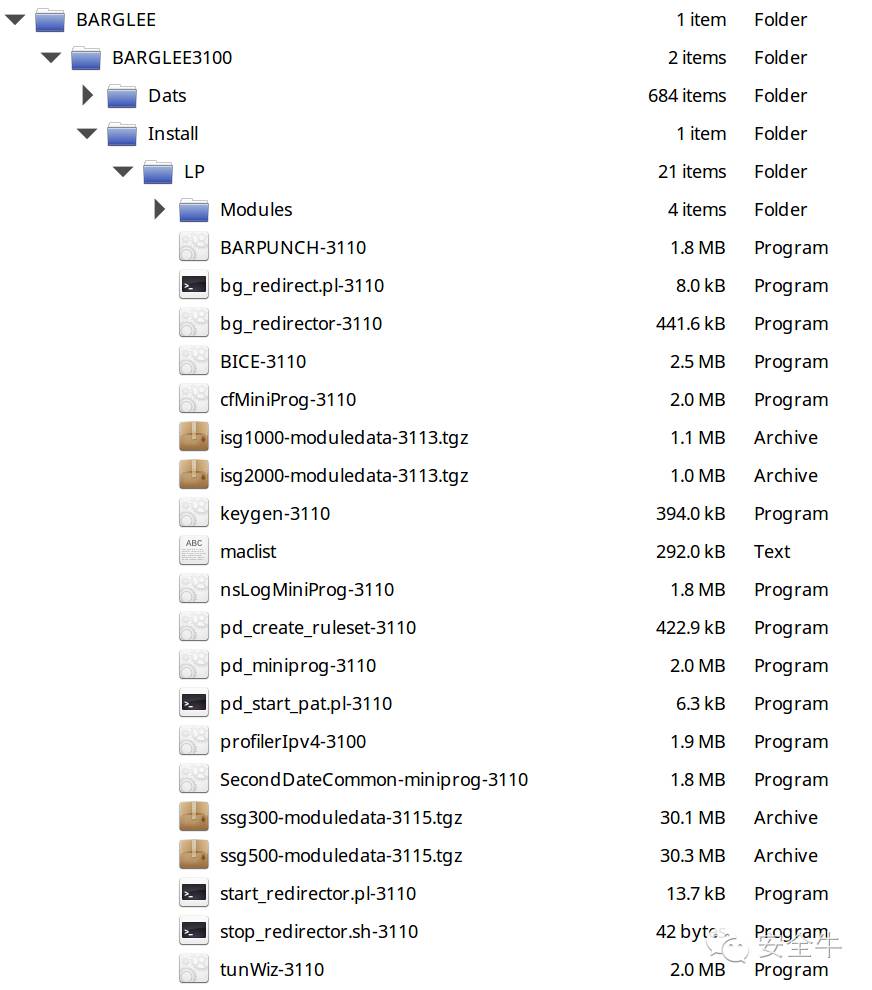 BARGLEE 1 item Folder
BARGLEE3100 2 items Folder
Dats 684 items Folder
Install 1 item Folder
LP 21 items Folder
Modules 4 items Folder
BARPUNCH-3110 1.8 MB Program
>_ bg_redirect.pl-3110 8.0 kB Program
bg_redirector-3110 441.6 kB Program
BICE-3110 2.5 MB Program
cfMiniProg-3110 2.0 MB Program
isg1000-moduledata-3113.tgz 1.1 MB Archive
isg2000-moduledata-3113.tgz 1.0 MB Archive
keygen-3110 394.0 kB Program
ABC maclist 292.0 kB Text
nsLogMiniProg-3110 1.8 MB Program
pd_create_ruleset-3110 422.9 kB Program
pd_miniprog-3110 2.0 MB Program
>_ pd_start_pat.pl-3110 6.3 kB Program
profilerIpv4-3100 1.9 MB Program
SecondDateCommon-miniprog-3110 1.8 MB Program
ssg300-moduledata-3115.tgz 30.1 MB Archive
ssg500-moduledata-3115.tgz 30.3 MB Archive
>_ start_redirector.pl-3110 13.7 kB Program
>_ stop_redirector.sh-3110 42 bytes Program
安全牛
tunWiz-3110 2.0 MB Program